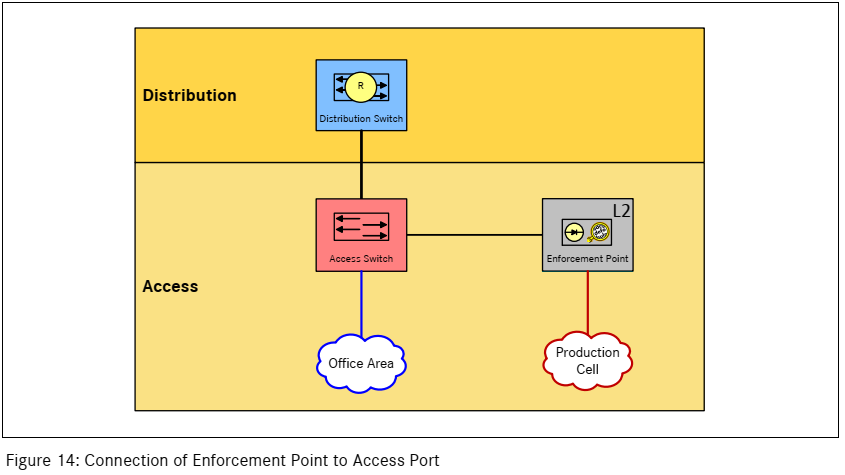 Distribution
R
Distribution Switch
L2
Access Switch
Enforcement Point
Access
Office Area
Production
Cell
Figure 14: Connection of Enforcement Point to Access Port